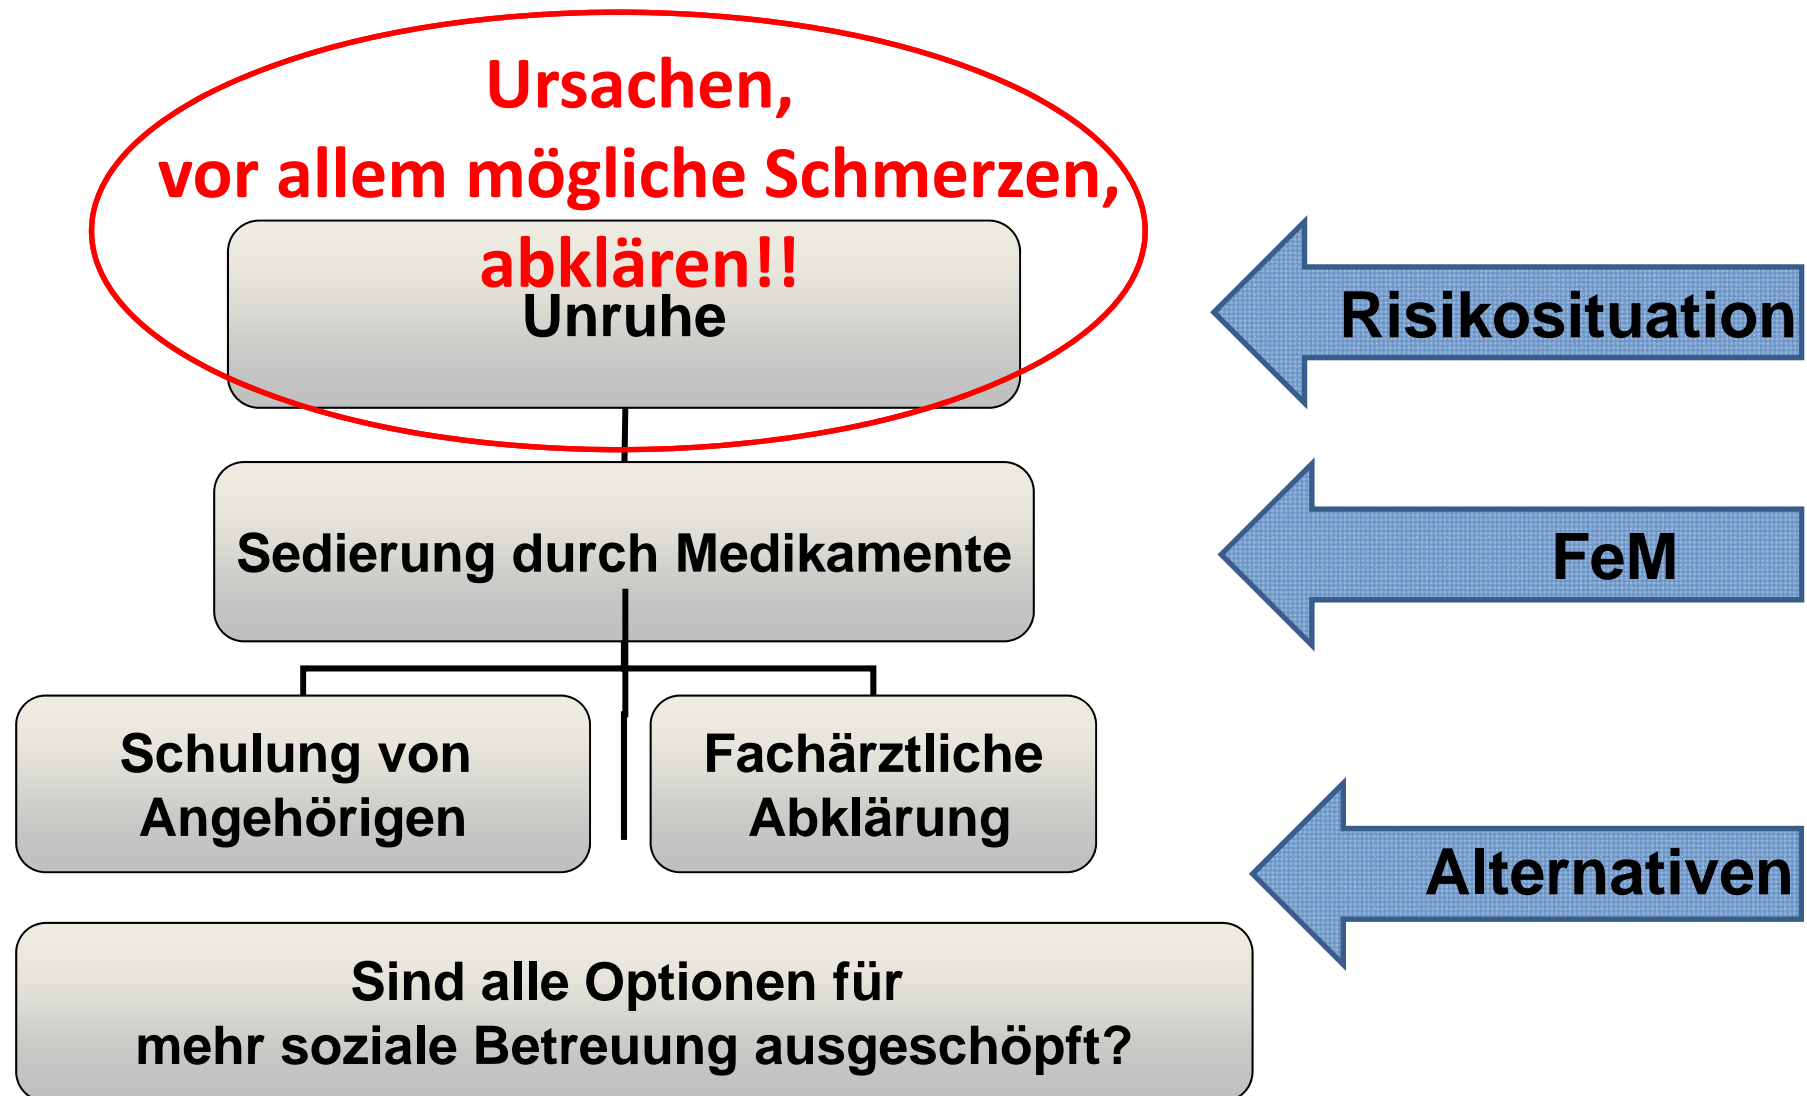 Ursachen,
vor allem mögliche Schmerzen,
abklären!!
Unruhe
Risikosituation
Sedierung durch Medikamente
FeM
Schulung von
Angehörigen
Fachärztliche
Abklärung
Alternativen
Sind alle Optionen für
mehr soziale Betreuung ausgeschöpft?